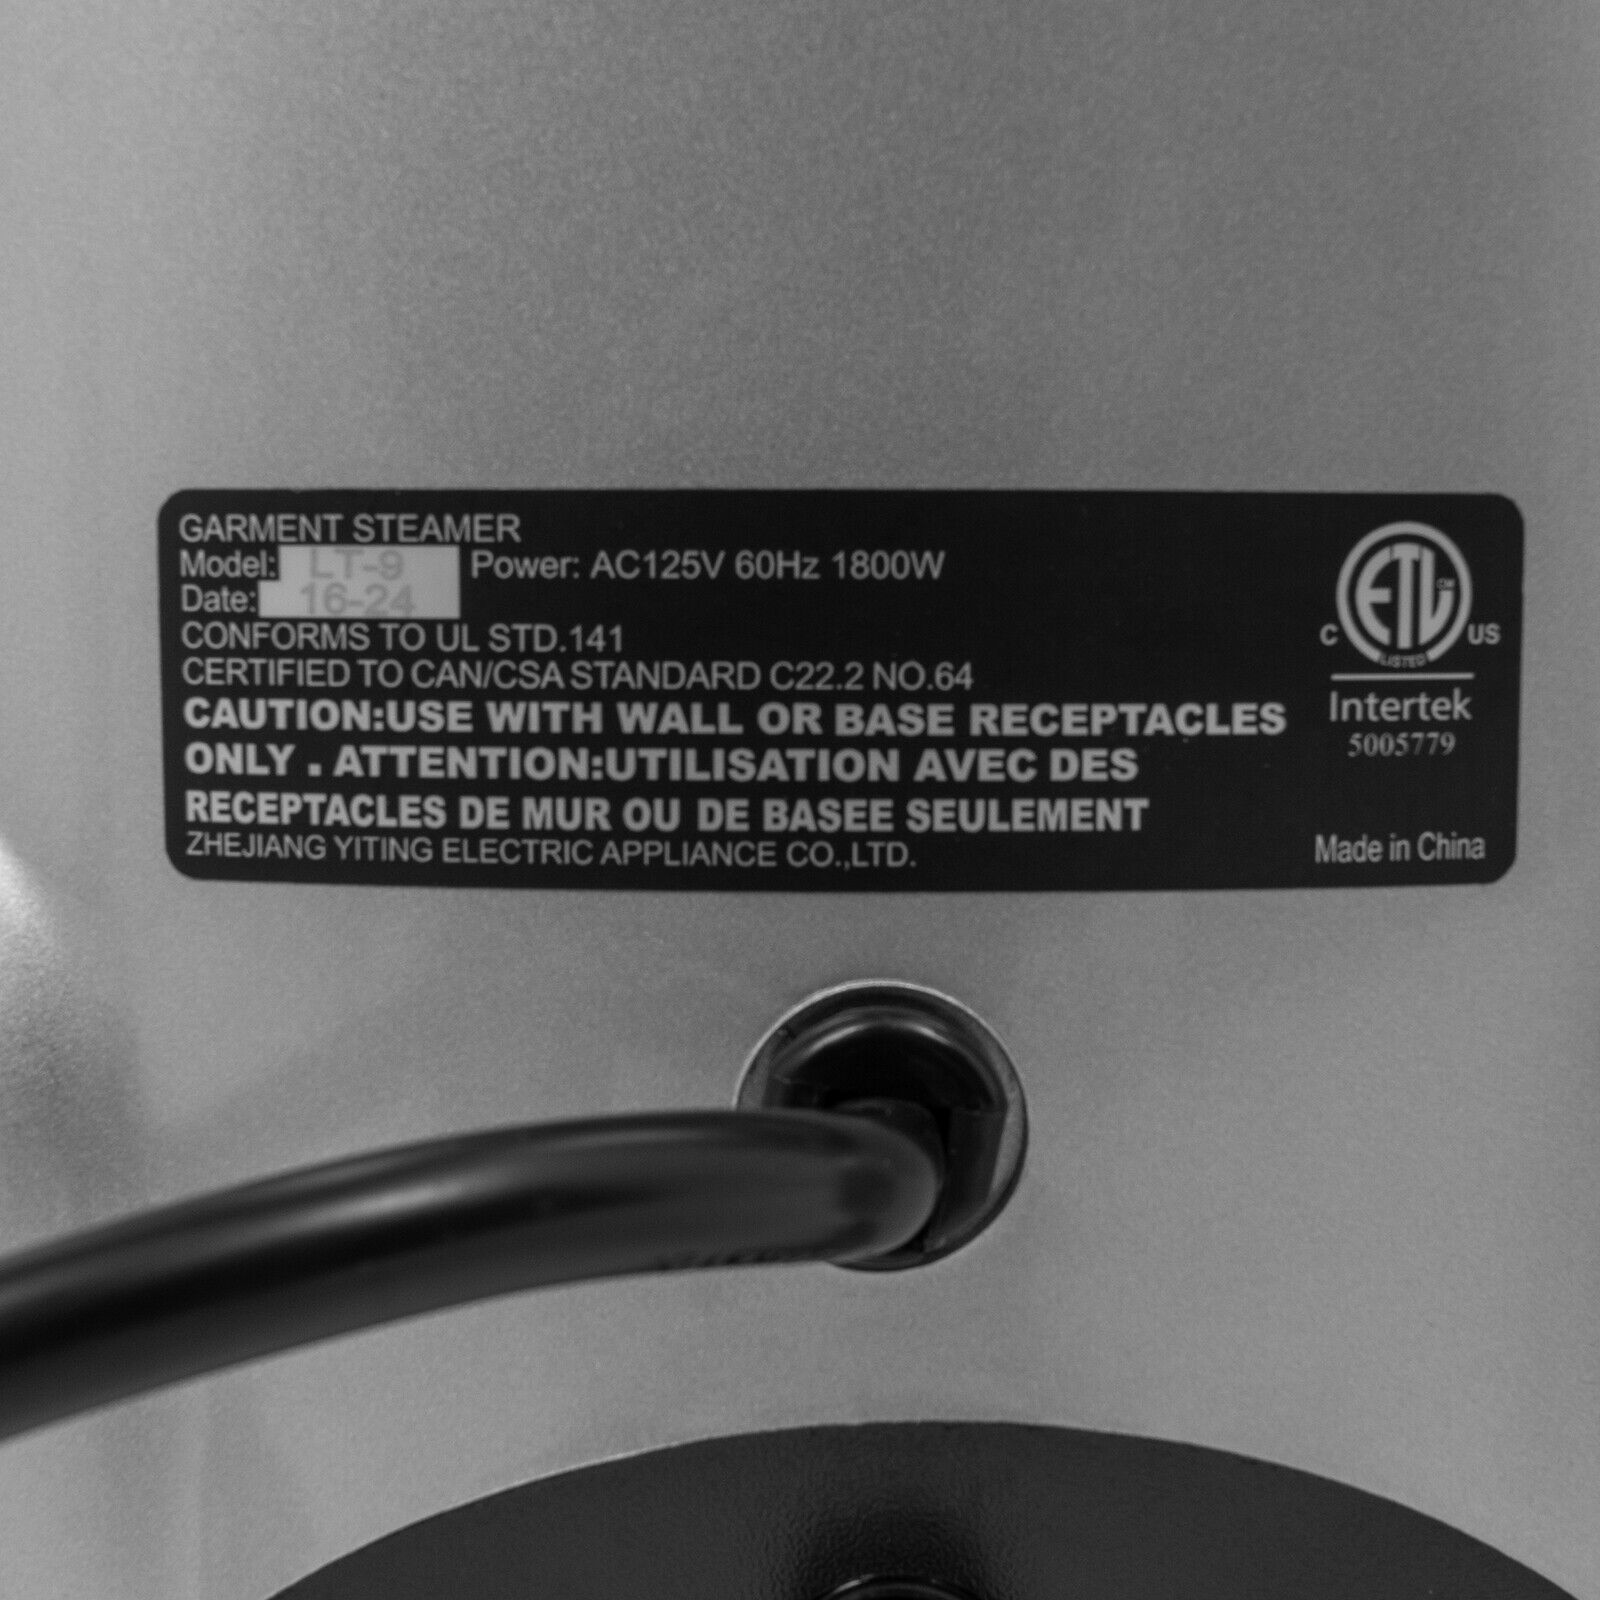 GARMENT STEAMER
Model: LT-9 Power: AC125V 60Hz 1800W
Date: 16-24
CONFORMS TO UL STD.141
CERTIFIED TO CAN/CSA STANDARD C22.2 NO.64
CAUTION:USE WITH WALL OR BASE RECEPTACLES
ONLY . ATTENTION:UTILISATION AVEC DES
RECEPTACLES DE MUR OU DE BASEE SEULEMENT
ZHEJIANG YITING ELECTRIC APPLIANCE CO.,LTD.
ETL CM
C US
LISTED
Intertek
5005779
Made in China